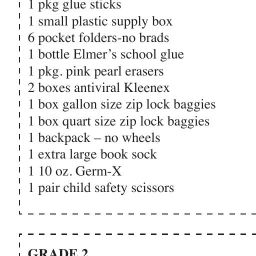 1 pkg glue sticks
1 small plastic supply box
6 pocket folders-no brads
1 bottle Elmer’s school glue
1 pkg. pink pearl erasers
2 boxes antiviral Kleenex
1 box gallon size zip lock baggies
1 box quart size zip lock baggies
1 backpack – no wheels
1 extra large book sock
1 10 oz. Germ-X
1 pair child safety scissors
GRADE 2